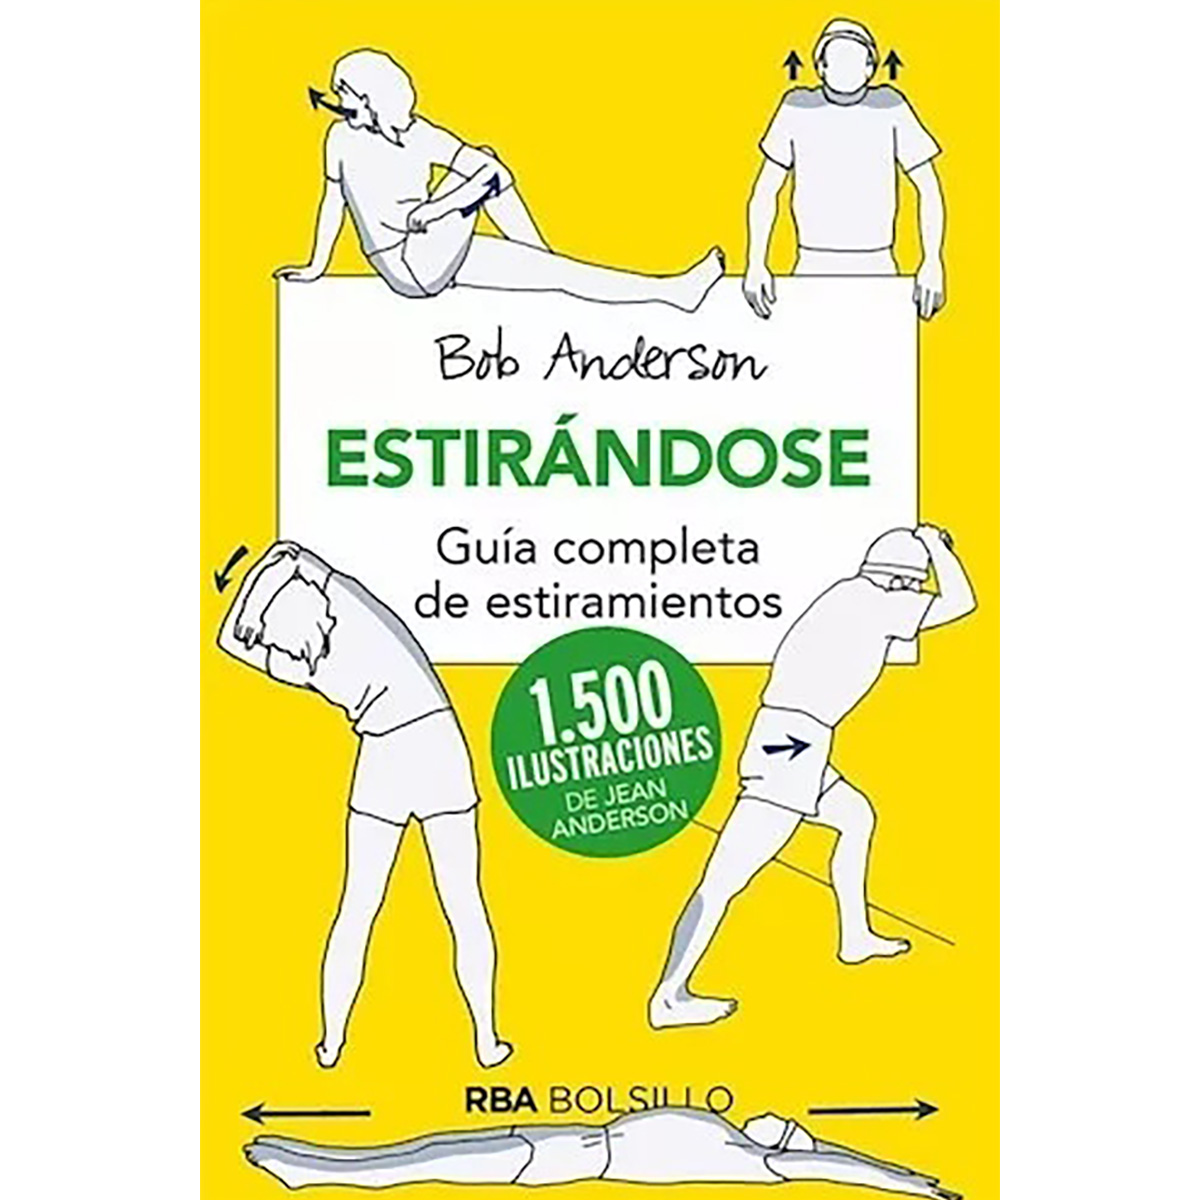 Bob Anderson
ESTIRÁNDOSE
Guía completa
de estiramientos
1.500
ILUSTRACIONES
DE JEAN
ANDERSON
RBA BOLSILLO